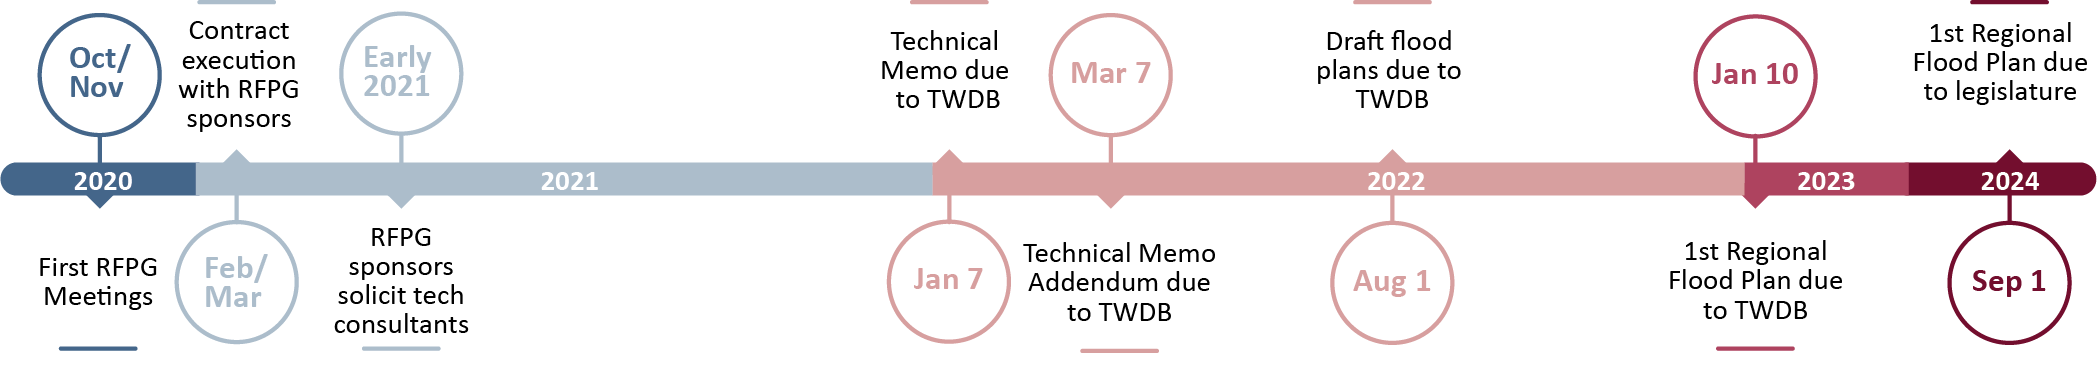 Oct/
Nov
First RFPG
Meetings
Contract
execution
with RFPG
sponsors
Feb/
Mar
Early
2021
RFPG
sponsors
solicit tech
consultants
Technical
Memo due
to TWDB
Jan 7
Mar 7
Technical Memo
Addendum due
to TWDB
Draft flood
plans due to
TWDB
Aug 1
Jan 10
1st Regional
Flood Plan due
to TWDB
1st Regional
Flood Plan due
to legislature
Sep 1
2020
2021
2022
2023
2024